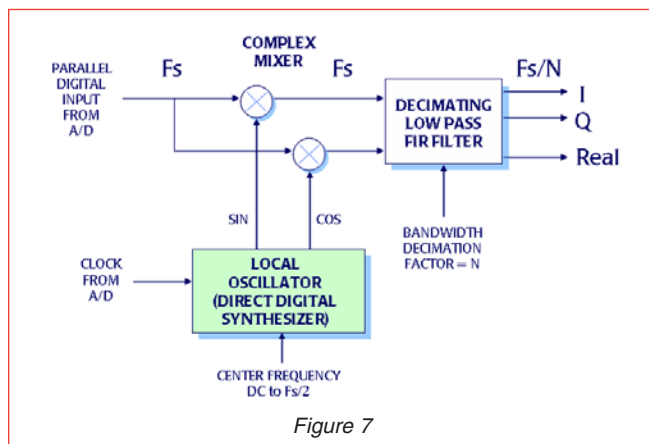 COMPLEX
MIXER
PARALLEL
DIGITAL
INPUT
FROM
A/D
Fs
Fs
Fs/N
I
Q
Real
DECIMATING
LOW PASS
FIR FILTER
SIN
COS
BANDWIDTH
DECIMATION
FACTOR = N
CLOCK
FROM
A/D
LOCAL
OSCILLATOR
(DIRECT DIGITAL
SYNTHESIZER)
CENTER FREQUENCY
DC to Fs/2
Figure 7